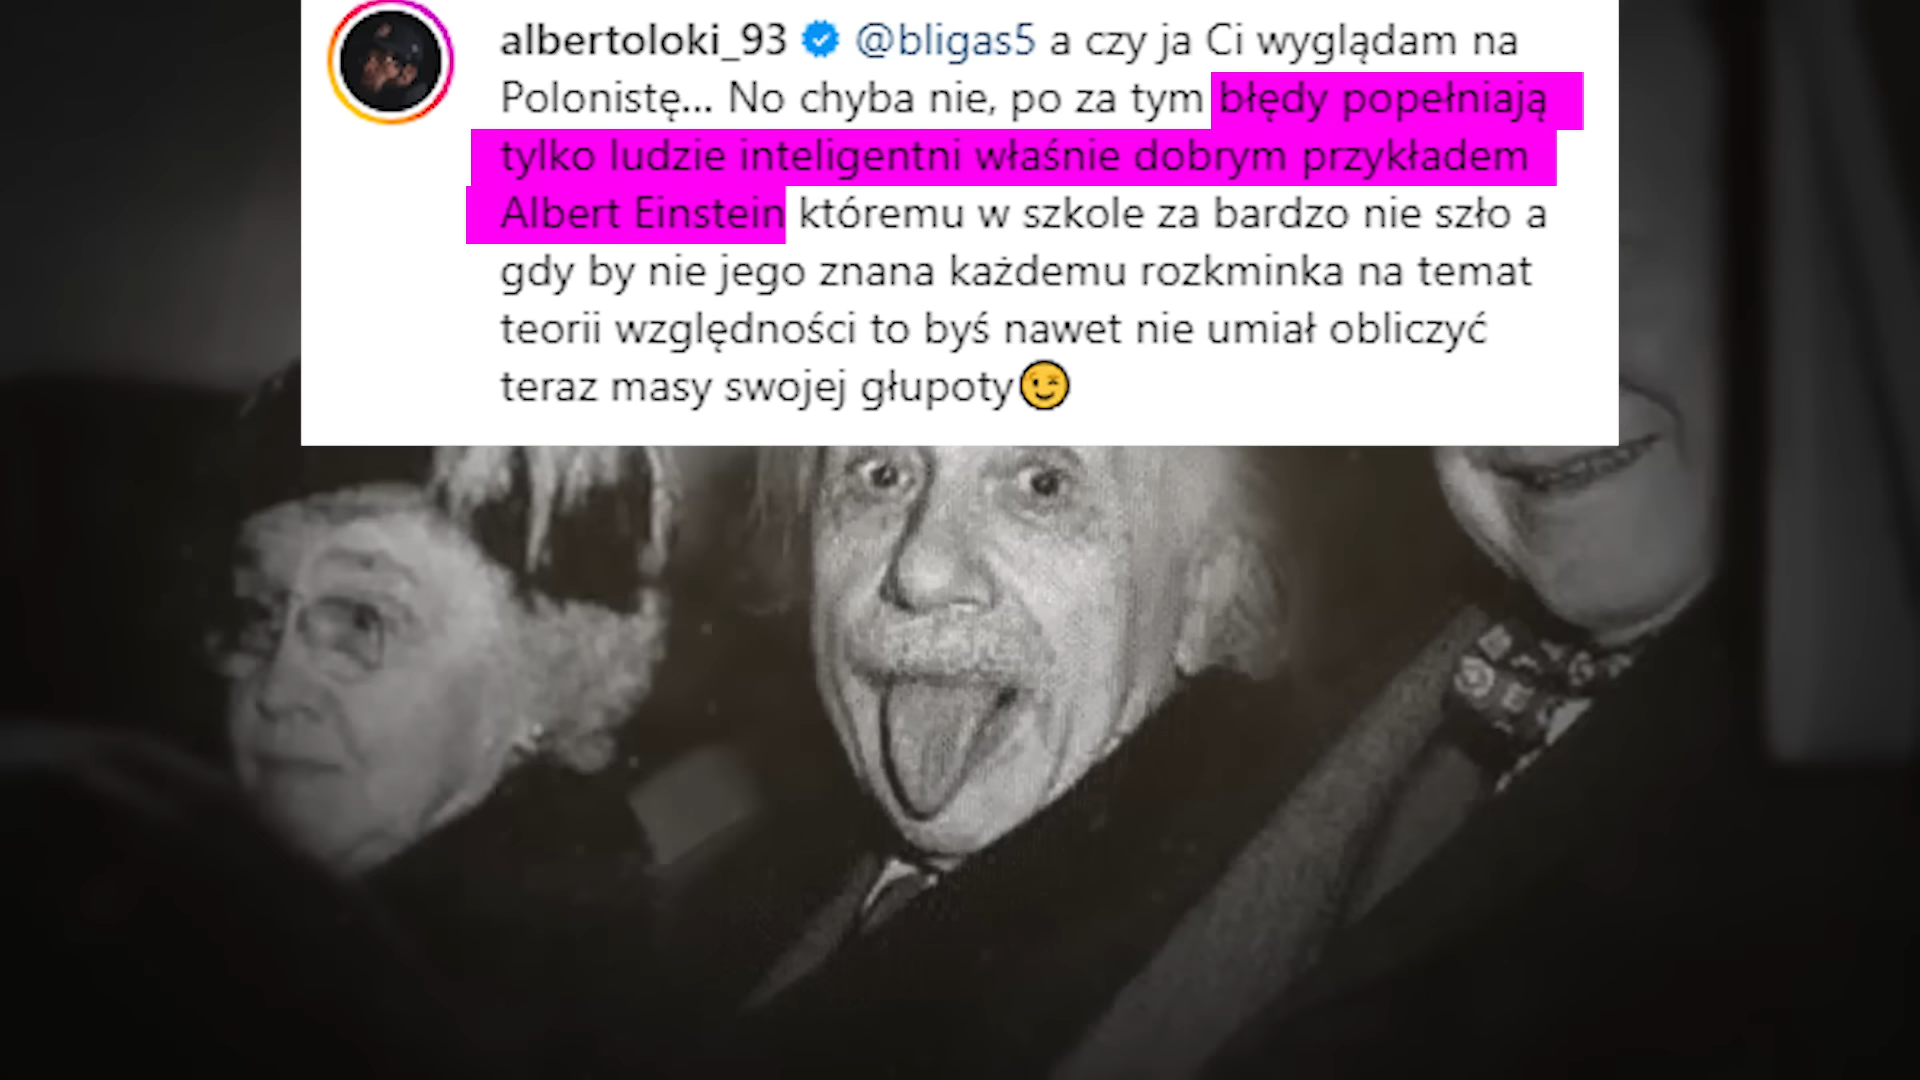 albertoloki_93 @bligas5 a czy ja Ci wyglądam na
Polonistę... No chyba nie, po za tym błędy popełniają
tylko ludzie inteligentni właśnie dobrym przykładem
Albert Einstein któremu w szkole za bardzo nie szło a
gdy by nie jego znana każdemu rozkminka na temat
teorii względności to byś nawet nie umiał obliczyć
teraz masy swojej głupoty😉